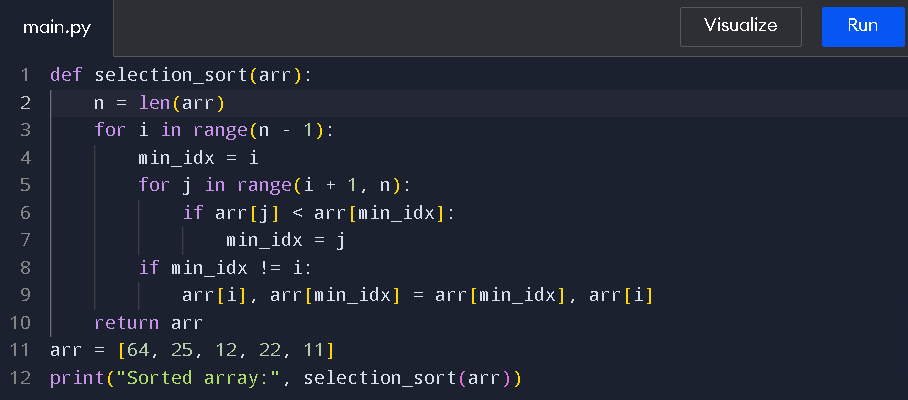 main.py
Visualize
Run
1 def selection_sort(arr):
2     n = len(arr)
3     for i in range(n - 1):
4         min_idx = i
5         for j in range(i + 1, n):
6             if arr[j] < arr[min_idx]:
7                 min_idx = j
8         if min_idx != i:
9             arr[i], arr[min_idx] = arr[min_idx], arr[i]
10     return arr
11 arr = [64, 25, 12, 22, 11]
12 print("Sorted array:", selection_sort(arr))